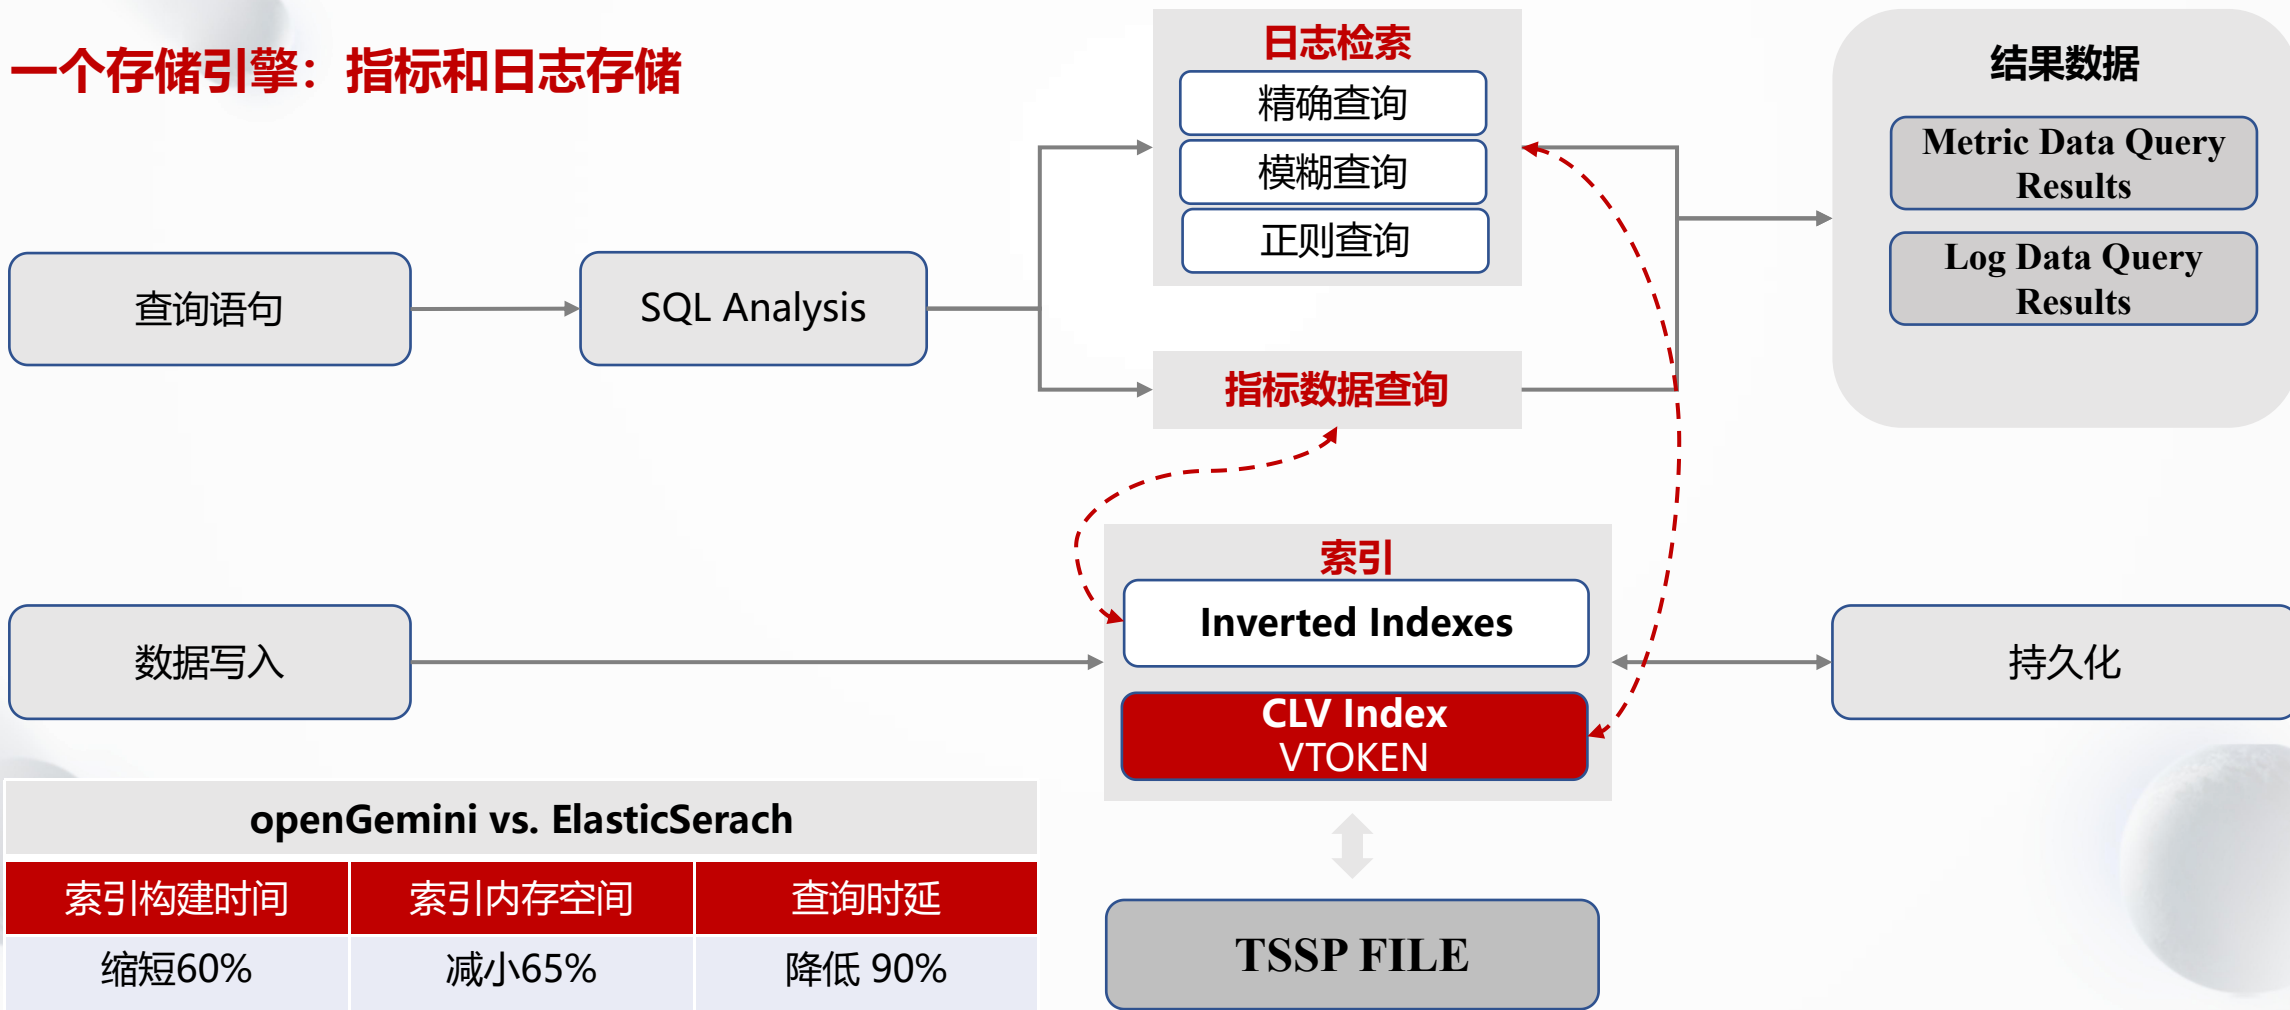 一个存储引擎：指标和日志存储
日志检索
精确查询
模糊查询
正则查询
结果数据
Metric Data Query
Results
Log Data Query
Results
查询语句
SQL Analysis
指标数据查询
索引
Inverted Indexes
CLV Index
VTOKEN
数据写入
持久化
openGemini vs. ElasticSerach
索引构建时间
索引内存空间
查询时延
缩短60%
减小65%
降低 90%
TSSP FILE